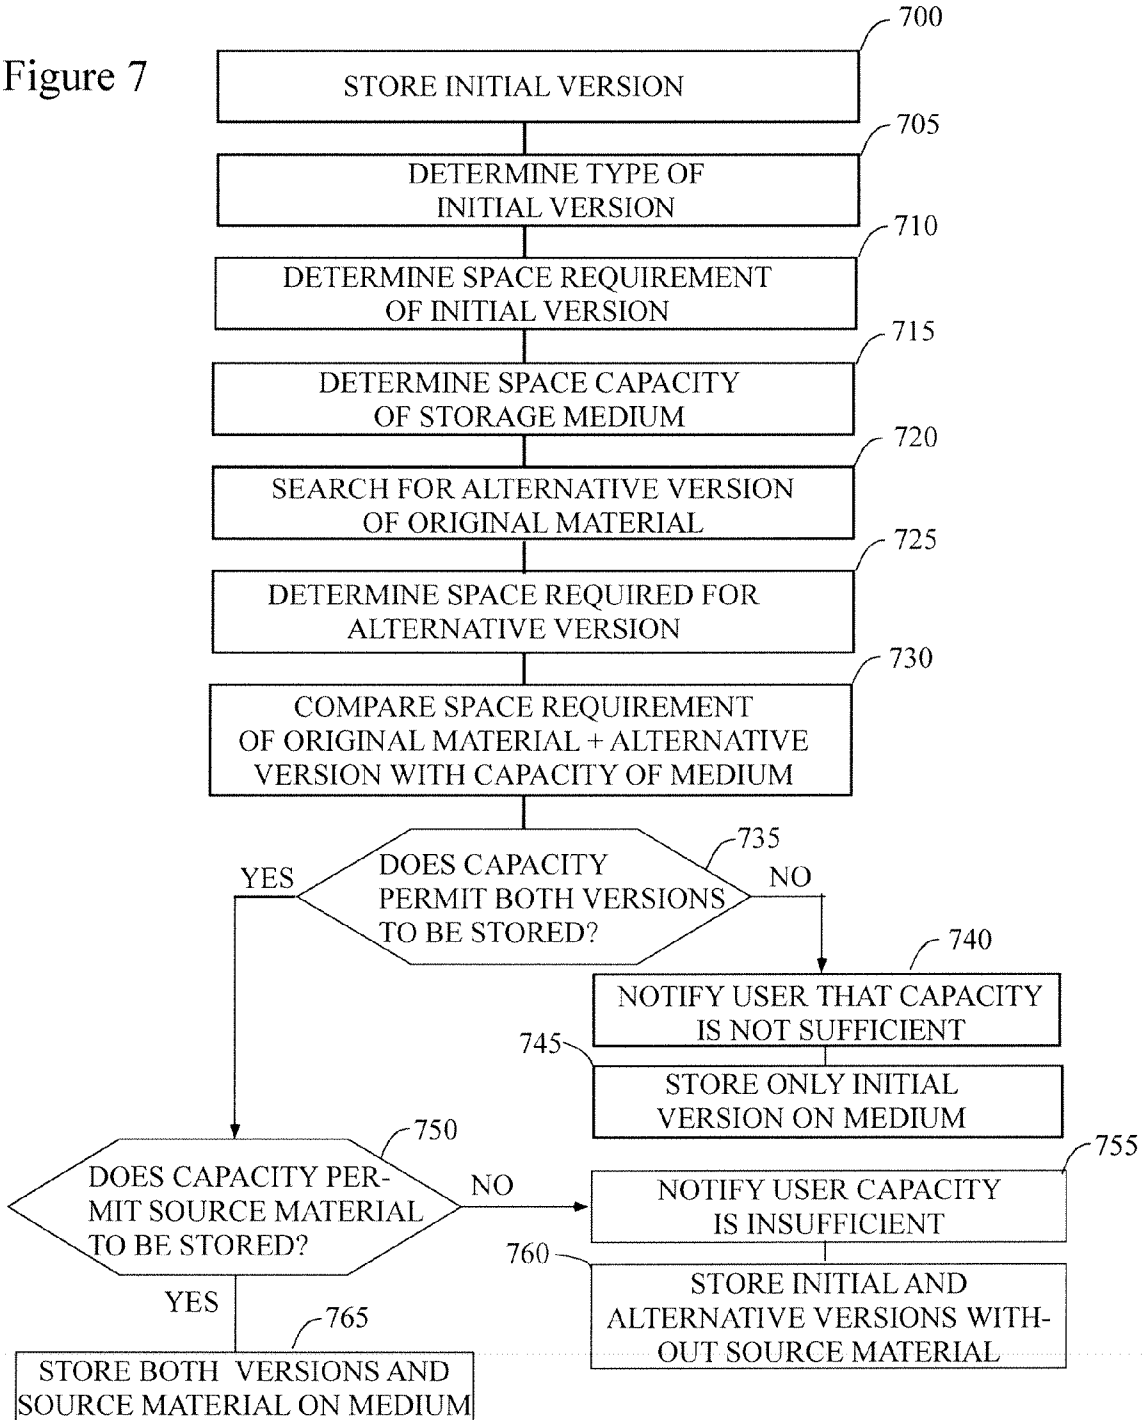 700
Figure 7
STORE INITIAL VERSION
705
DETERMINE TYPE OF
INITIAL VERSION
710
DETERMINE SPACE REQUIREMENT
OF INITIAL VERSION
715
DETERMINE SPACE CAPACITY
OF STORAGE MEDIUM
720
SEARCH FOR ALTERNATIVE VERSION
OF ORIGINAL MATERIAL
725
DETERMINE SPACE REQUIRED FOR
ALTERNATIVE VERSION
730
COMPARE SPACE REQUIREMENT
OF ORIGINAL MATERIAL + ALTERNATIVE
VERSION WITH CAPACITY OF MEDIUM
735
DOES CAPACITY
PERMIT BOTH VERSIONS
TO BE STORED?
YES
NO
740
NOTIFY USER THAT CAPACITY
IS NOT SUFFICIENT
745
STORE ONLY INITIAL
VERSION ON MEDIUM
750
DOES CAPACITY PER-
MIT SOURCE MATERIAL
TO BE STORED?
NO
755
NOTIFY USER CAPACITY
IS INSUFFICIENT
760
STORE INITIAL AND
ALTERNATIVE VERSIONS WITH-
OUT SOURCE MATERIAL
YES
765
STORE BOTH VERSIONS AND
SOURCE MATERIAL ON MEDIUM